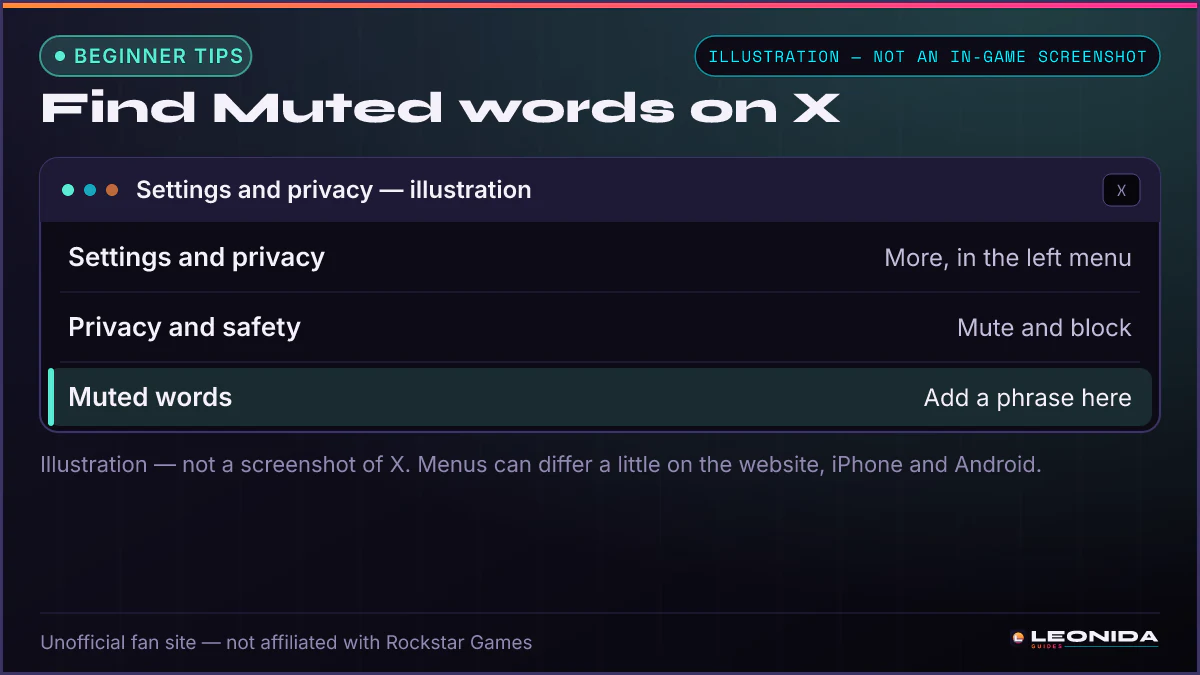 BEGINNER TIPS
ILLUSTRATION — NOT AN IN-GAME SCREENSHOT
Find Muted words on X
Settings and privacy — illustration
X
Settings and privacy
More, in the left menu
Privacy and safety
Mute and block
Muted words
Add a phrase here
Illustration — not a screenshot of X. Menus can differ a little on the website, iPhone and Android.
Unofficial fan site — not affiliated with Rockstar Games
LEONIDA
GUIDES